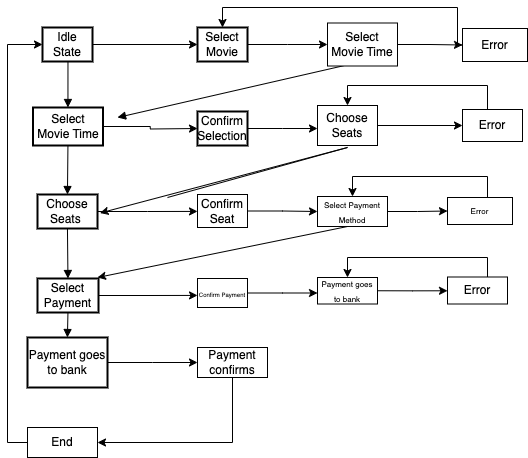 Idle
State
Select
Movie
Select
Movie Time
Error
Select
Movie Time
Confirm
Selection
Choose
Seats
Error
Choose
Seats
Confirm
Seat
Select Payment
Method
Error
Select
Payment
Confirm Payment
Payment goes
to bank
Error
Payment goes
to bank
Payment
confirms
End